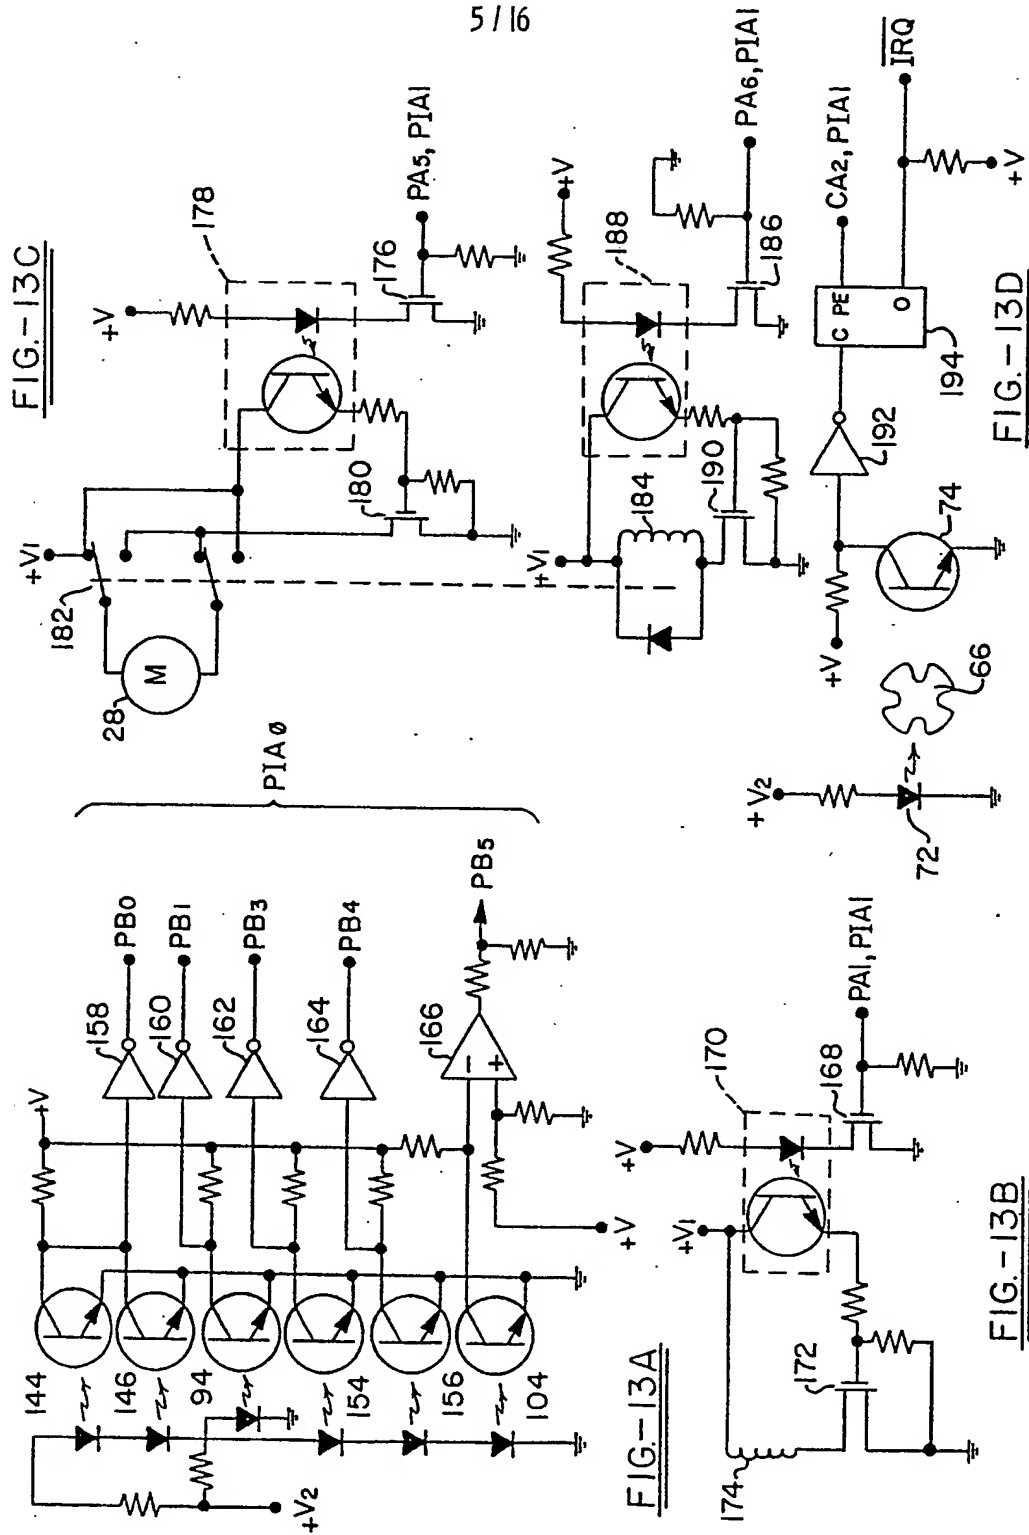 5/16
FIG.-13A
144
146
94
154
156
104
+V
+V2
158
160
162
164
166
−
+
+V
PB0
PB1
PB3
PB4
PB5
PIAØ
FIG.-13B
+V1
+V
170
168
172
174
PA1, PIA1
FIG.-13C
+V1
+V
182
28
M
178
176
180
PA5, PIA1
+V1
+V
184
188
190
186
PA6, PIA1
FIG.-13D
+V2
72
66
+V
74
192
C PE
O
194
CA2, PIA1
IRQ
+V